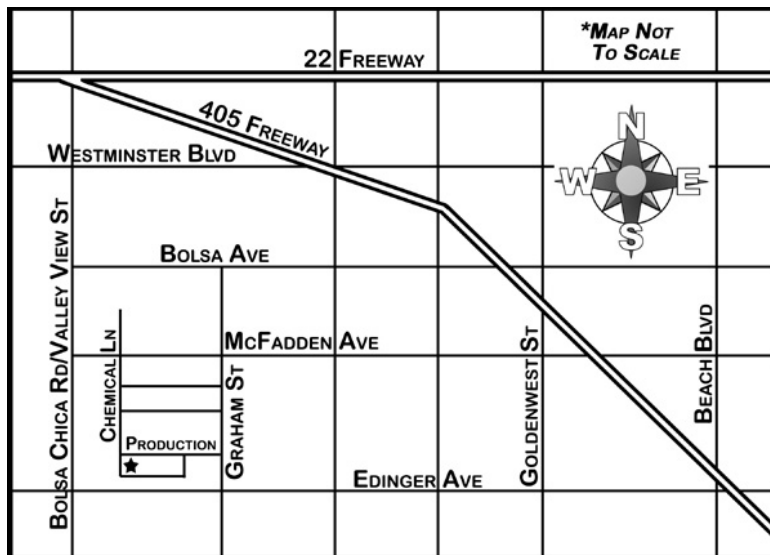 *MAP NOT
TO SCALE
22 FREEWAY
405 FREEWAY
WESTMINSTER BLVD
N
W E
S
BOLSA AVE
BOLSA CHICA RD/VALLEY VIEW ST
CHEMICAL LN
MCFADDEN AVE
GRAHAM ST
GOLDENWEST ST
BEACH BLVD
PRODUCTION
EDINGER AVE